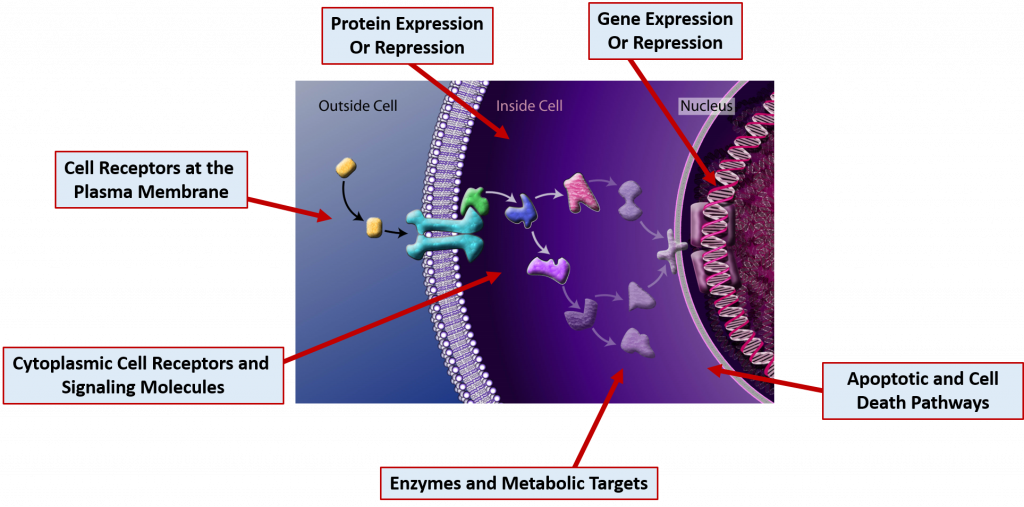 Protein Expression
Or Repression
Gene Expression
Or Repression
Outside Cell
Inside Cell
Nucleus
Cell Receptors at the
Plasma Membrane
Cytoplasmic Cell Receptors and
Signaling Molecules
Apoptotic and Cell
Death Pathways
Enzymes and Metabolic Targets